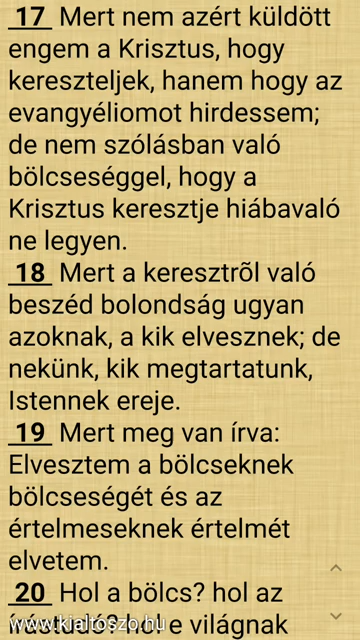 17 Mert nem azért küldött
engem a Krisztus, hogy
kereszteljek, hanem hogy az
evangyéliomot hirdessem;
de nem szólásban való
bölcseséggel, hogy a
Krisztus keresztje hiábavaló
ne legyen.
18 Mert a keresztrõl való
beszéd bolondság ugyan
azoknak, a kik elvesznek; de
nekünk, kik megtartatunk,
Istennek ereje.
19 Mert meg van írva:
Elvesztem a bölcseknek
bölcseségét és az
értelmeseknek értelmét
elvetem.
20 Hol a bölcs? hol az
írástudó? hol e világnak
www.kialtoszo.hu